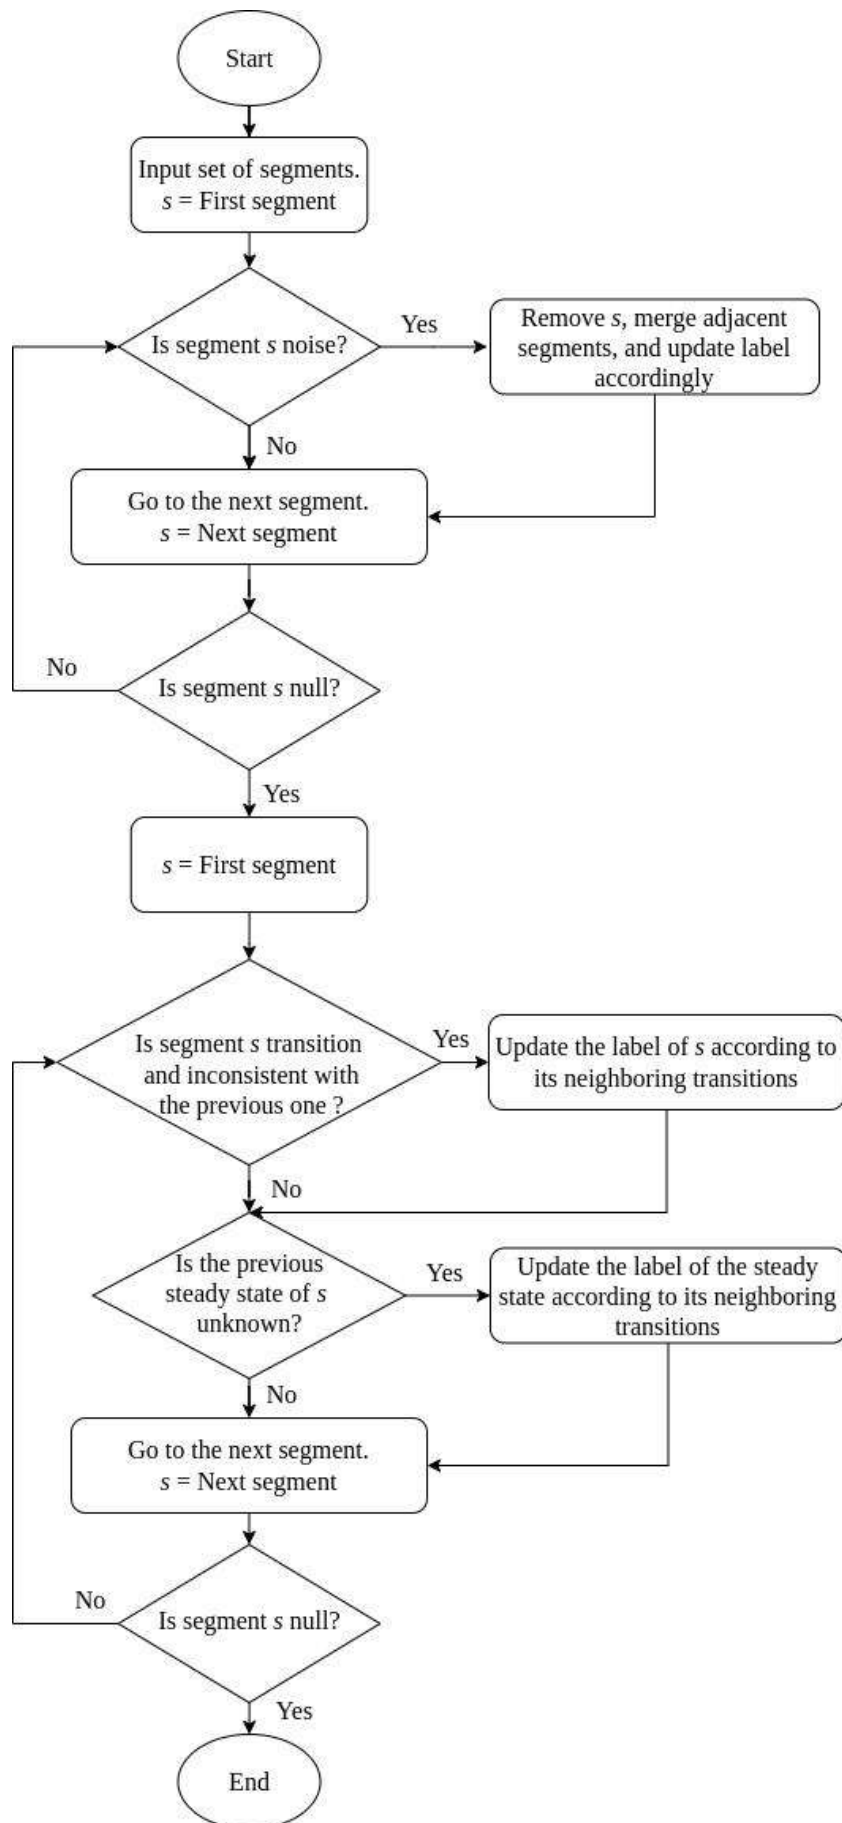 Start
Input set of segments.
s = First segment
Is segment s noise?
Yes
Remove s, merge adjacent
segments, and update label
accordingly
No
Go to the next segment.
s = Next segment
No
Is segment s null?
Yes
s = First segment
Is segment s transition
and inconsistent with
the previous one ?
Yes
Update the label of s according to
its neighboring transitions
No
Is the previous
steady state of s
unknown?
Yes
Update the label of the steady
state according to its neighboring
transitions
No
Go to the next segment.
s = Next segment
No
Is segment s null?
Yes
End